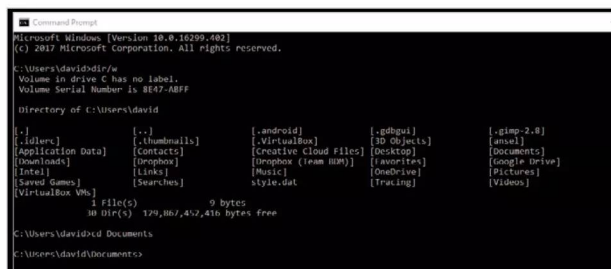 Command Prompt
Microsoft Windows [Version 10.0.16299.402]
(c) 2017 Microsoft Corporation. All rights reserved.
C:\Users\david>dir/w
Volume in drive C has no label.
Volume Serial Number is 8E47-ABFF
Directory of C:\Users\david
[.] [..] [.android] [.gdbgui] [.gimp-2.8]
[.idlerc] [.thumbnails] [.VirtualBox] [3D Objects] [ansel]
[Application Data] [Contacts] [Creative Cloud Files] [Desktop] [Documents]
[Downloads] [Dropbox] [Dropbox (Team BDM)] [Favorites] [Google Drive]
[Intel] [Links] [Music] [OneDrive] [Pictures]
[Saved Games] [Searches] style.dat [Tracing] [Videos]
[VirtualBox VMs]
1 File(s) 9 bytes
30 Dir(s) 129,867,452,416 bytes free
C:\Users\david>cd Documents
C:\Users\david\Documents>